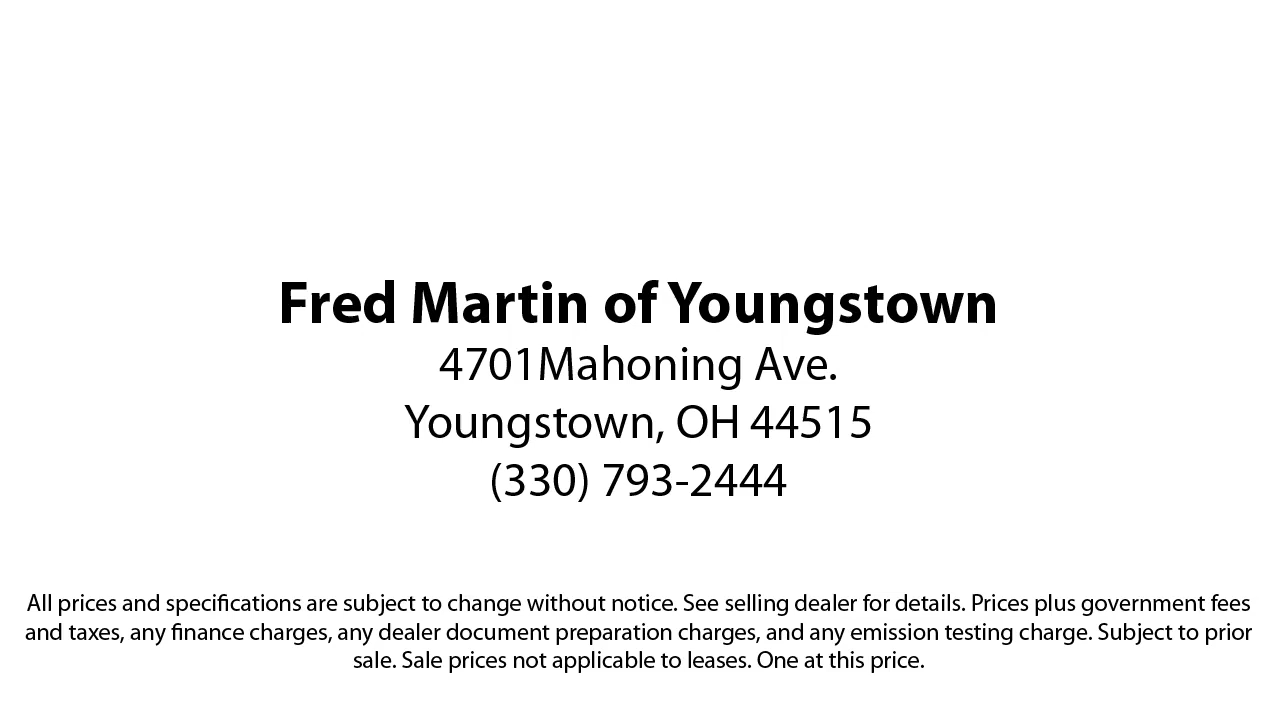 Fred Martin of Youngstown
4701Mahoning Ave.
Youngstown, OH 44515
(330) 793-2444
All prices and specifications are subject to change without notice. See selling dealer for details. Prices plus government fees
and taxes, any finance charges, any dealer document preparation charges, and any emission testing charge. Subject to prior
sale. Sale prices not applicable to leases. One at this price.